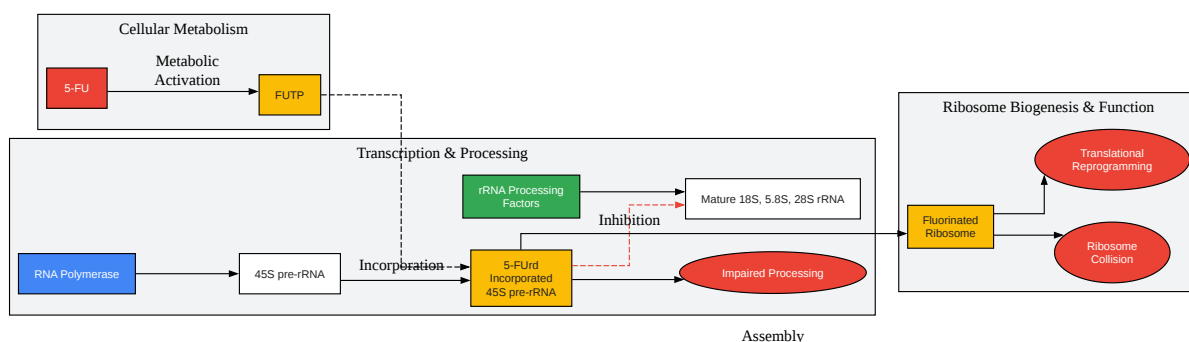 Cellular Metabolism
Metabolic
Activation
5-FU
FUTP
Ribosome Biogenesis & Function
Translational
Reprogramming
Fluorinated
Ribosome
Ribosome
Collision
Transcription & Processing
rRNA Processing
Factors
Mature 18S, 5.8S, 28S rRNA
Inhibition
RNA Polymerase
45S pre-rRNA
Incorporation
5-FUrd
Incorporated
45S pre-rRNA
Impaired Processing
Assembly